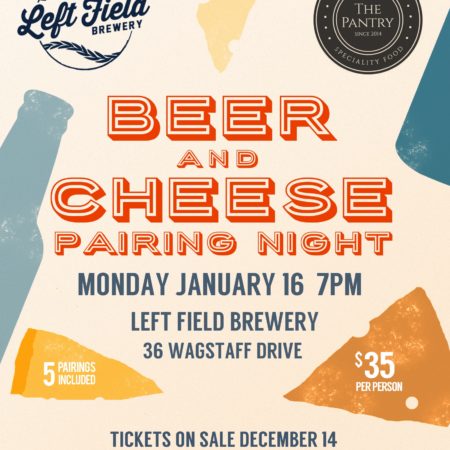 Left Field
BREWERY
THE
PANTRY
SINCE 2014
SPECIALITY FOOD
BEER
AND
CHEESE
PAIRING NIGHT
MONDAY JANUARY 16 7PM
LEFT FIELD BREWERY
36 WAGSTAFF DRIVE
5 PAIRINGS
INCLUDED
$35
PER PERSON
TICKETS ON SALE DECEMBER 14